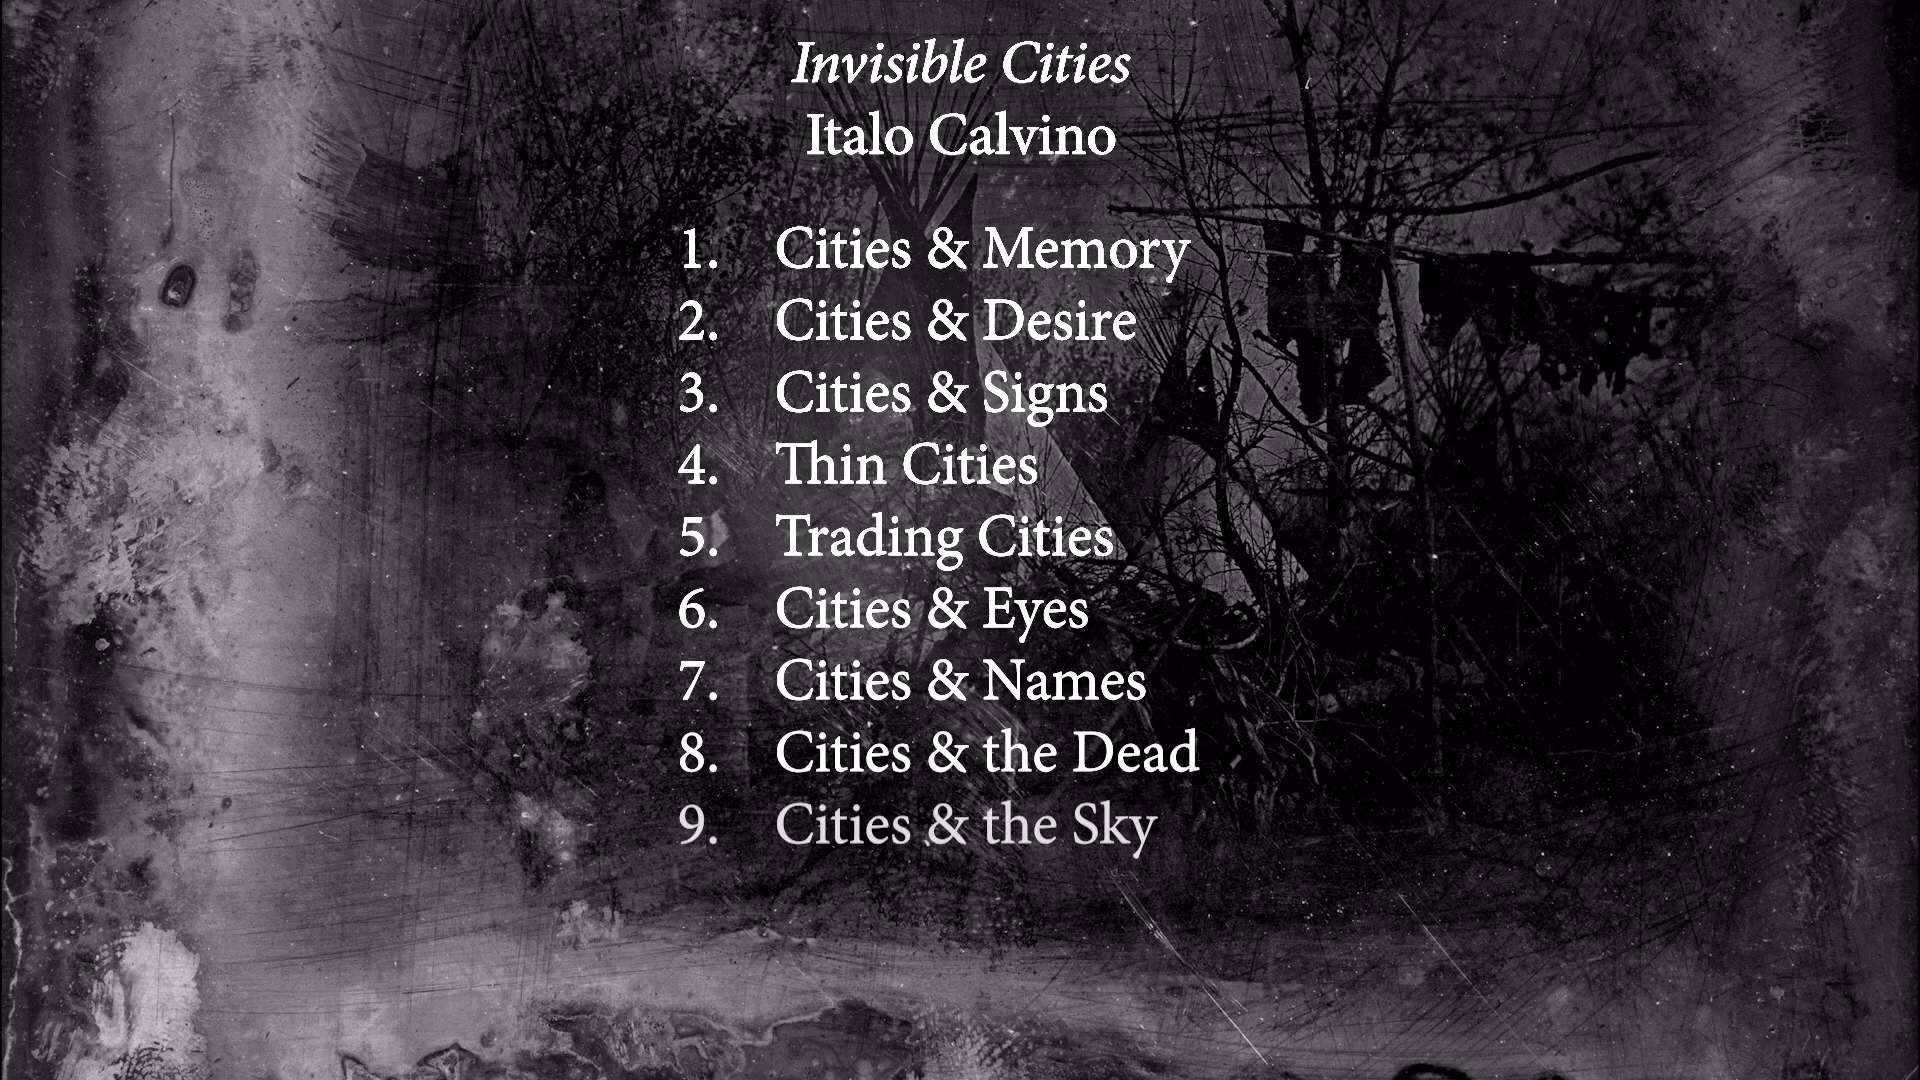 Invisible Cities
Italo Calvino
1. Cities & Memory
2. Cities & Desire
3. Cities & Signs
4. Thin Cities
5. Trading Cities
6. Cities & Eyes
7. Cities & Names
8. Cities & the Dead
9. Cities & the Sky